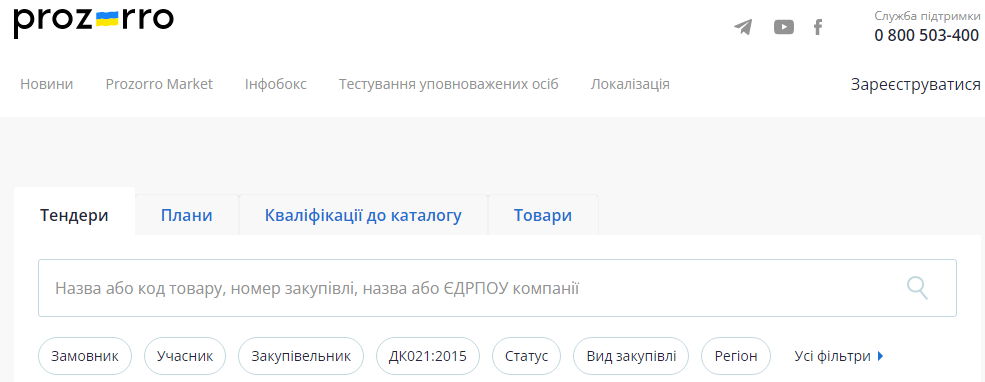 prozorro
Служба підтримки
0 800 503-400
Новини Prozorro Market Інфобокс Тестування уповноважених осіб Локалізація Зареєструватися
Тендери Плани Кваліфікації до каталогу Товари
Назва або код товару, номер закупівлі, назва або ЄДРПОУ компанії
Замовник Учасник Закупівельник ДК021:2015 Статус Вид закупівлі Регіон Усі фільтри